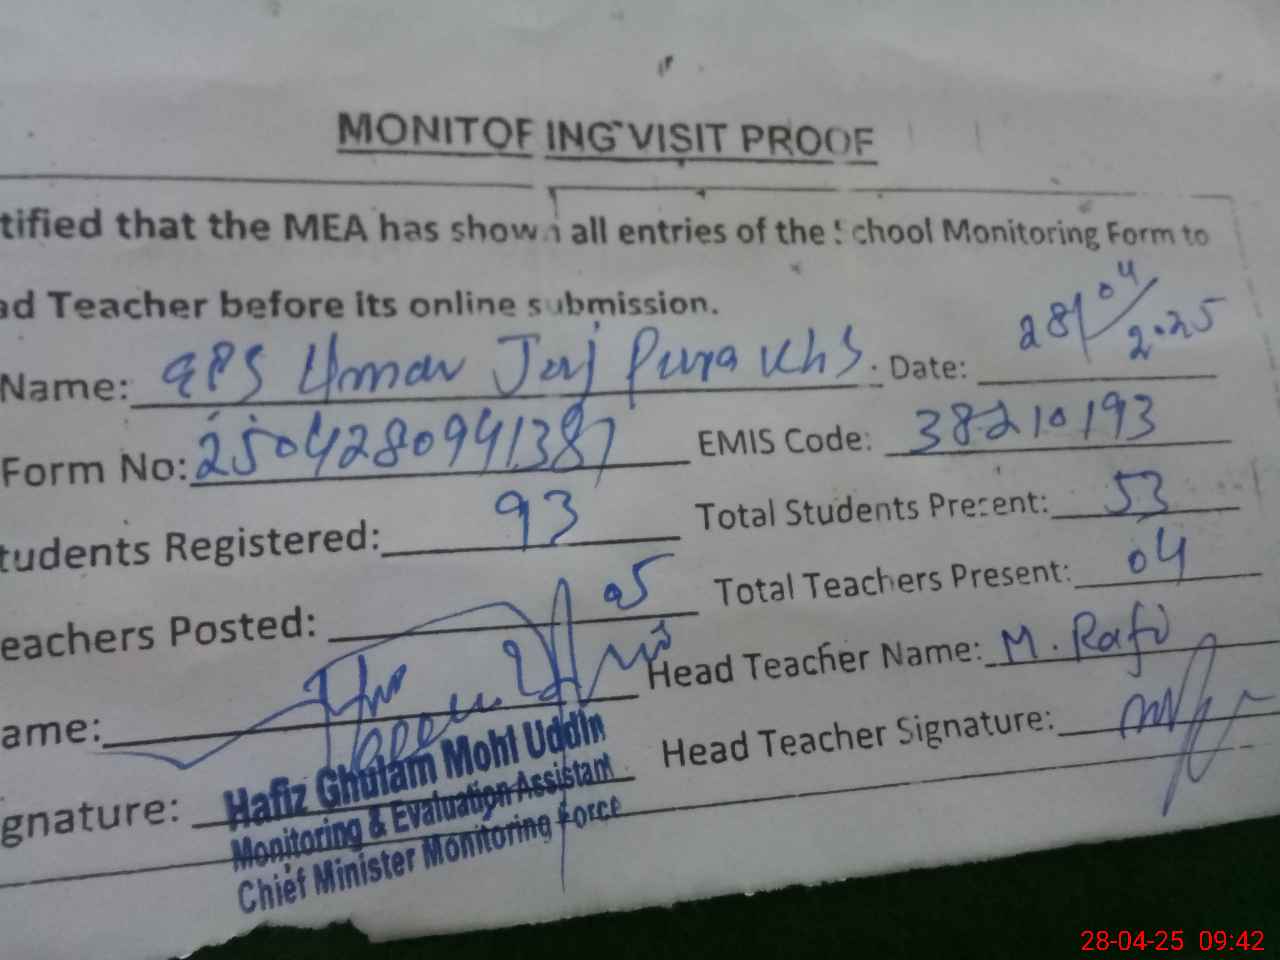 MONITOF ING VISIT PROOF
tified that the MEA has shown all entries of the School Monitoring Form to
ad Teacher before its online submission.
Name: GPS Umar Jaj Pura Khs. Date: 28/04/2025
Form No: 2504280941387 EMIS Code: 38210193
tudents Registered: 93 Total Students Present: 53
eachers Posted: 05 Total Teachers Present: 04
ame: Head Teacher Name: M. Rafi
gnature: Head Teacher Signature:
Hafiz Ghulam Mohi Uddin
Monitoring & Evaluation Assistant
Chief Minister Monitoring Force
28-04-25 09:42